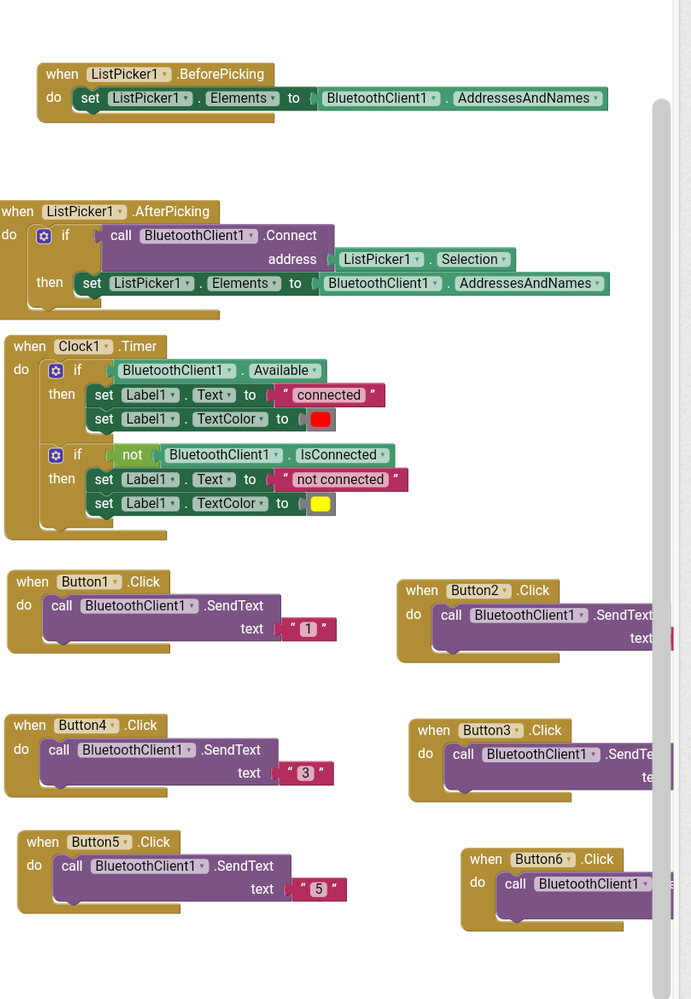 when ListPicker1 .BeforePicking
do set ListPicker1 . Elements to BluetoothClient1 . AddressesAndNames
when ListPicker1 .AfterPicking
do if call BluetoothClient1 .Connect
address ListPicker1 . Selection
then set ListPicker1 . Elements to BluetoothClient1 . AddressesAndNames
when Clock1 .Timer
do if BluetoothClient1 . Available
then set Label1 . Text to “ connected ”
set Label1 . TextColor to
if not BluetoothClient1 . IsConnected
then set Label1 . Text to “ not connected ”
set Label1 . TextColor to
when Button1 .Click
do call BluetoothClient1 .SendText
text “ 1 ”
when Button2 .Click
do call BluetoothClient1 .SendText
text
when Button4 .Click
do call BluetoothClient1 .SendText
text “ 3 ”
when Button3 .Click
do call BluetoothClient1 .SendTe
te
when Button5 .Click
do call BluetoothClient1 .SendText
text “ 5 ”
when Button6 .Click
do call BluetoothClient1